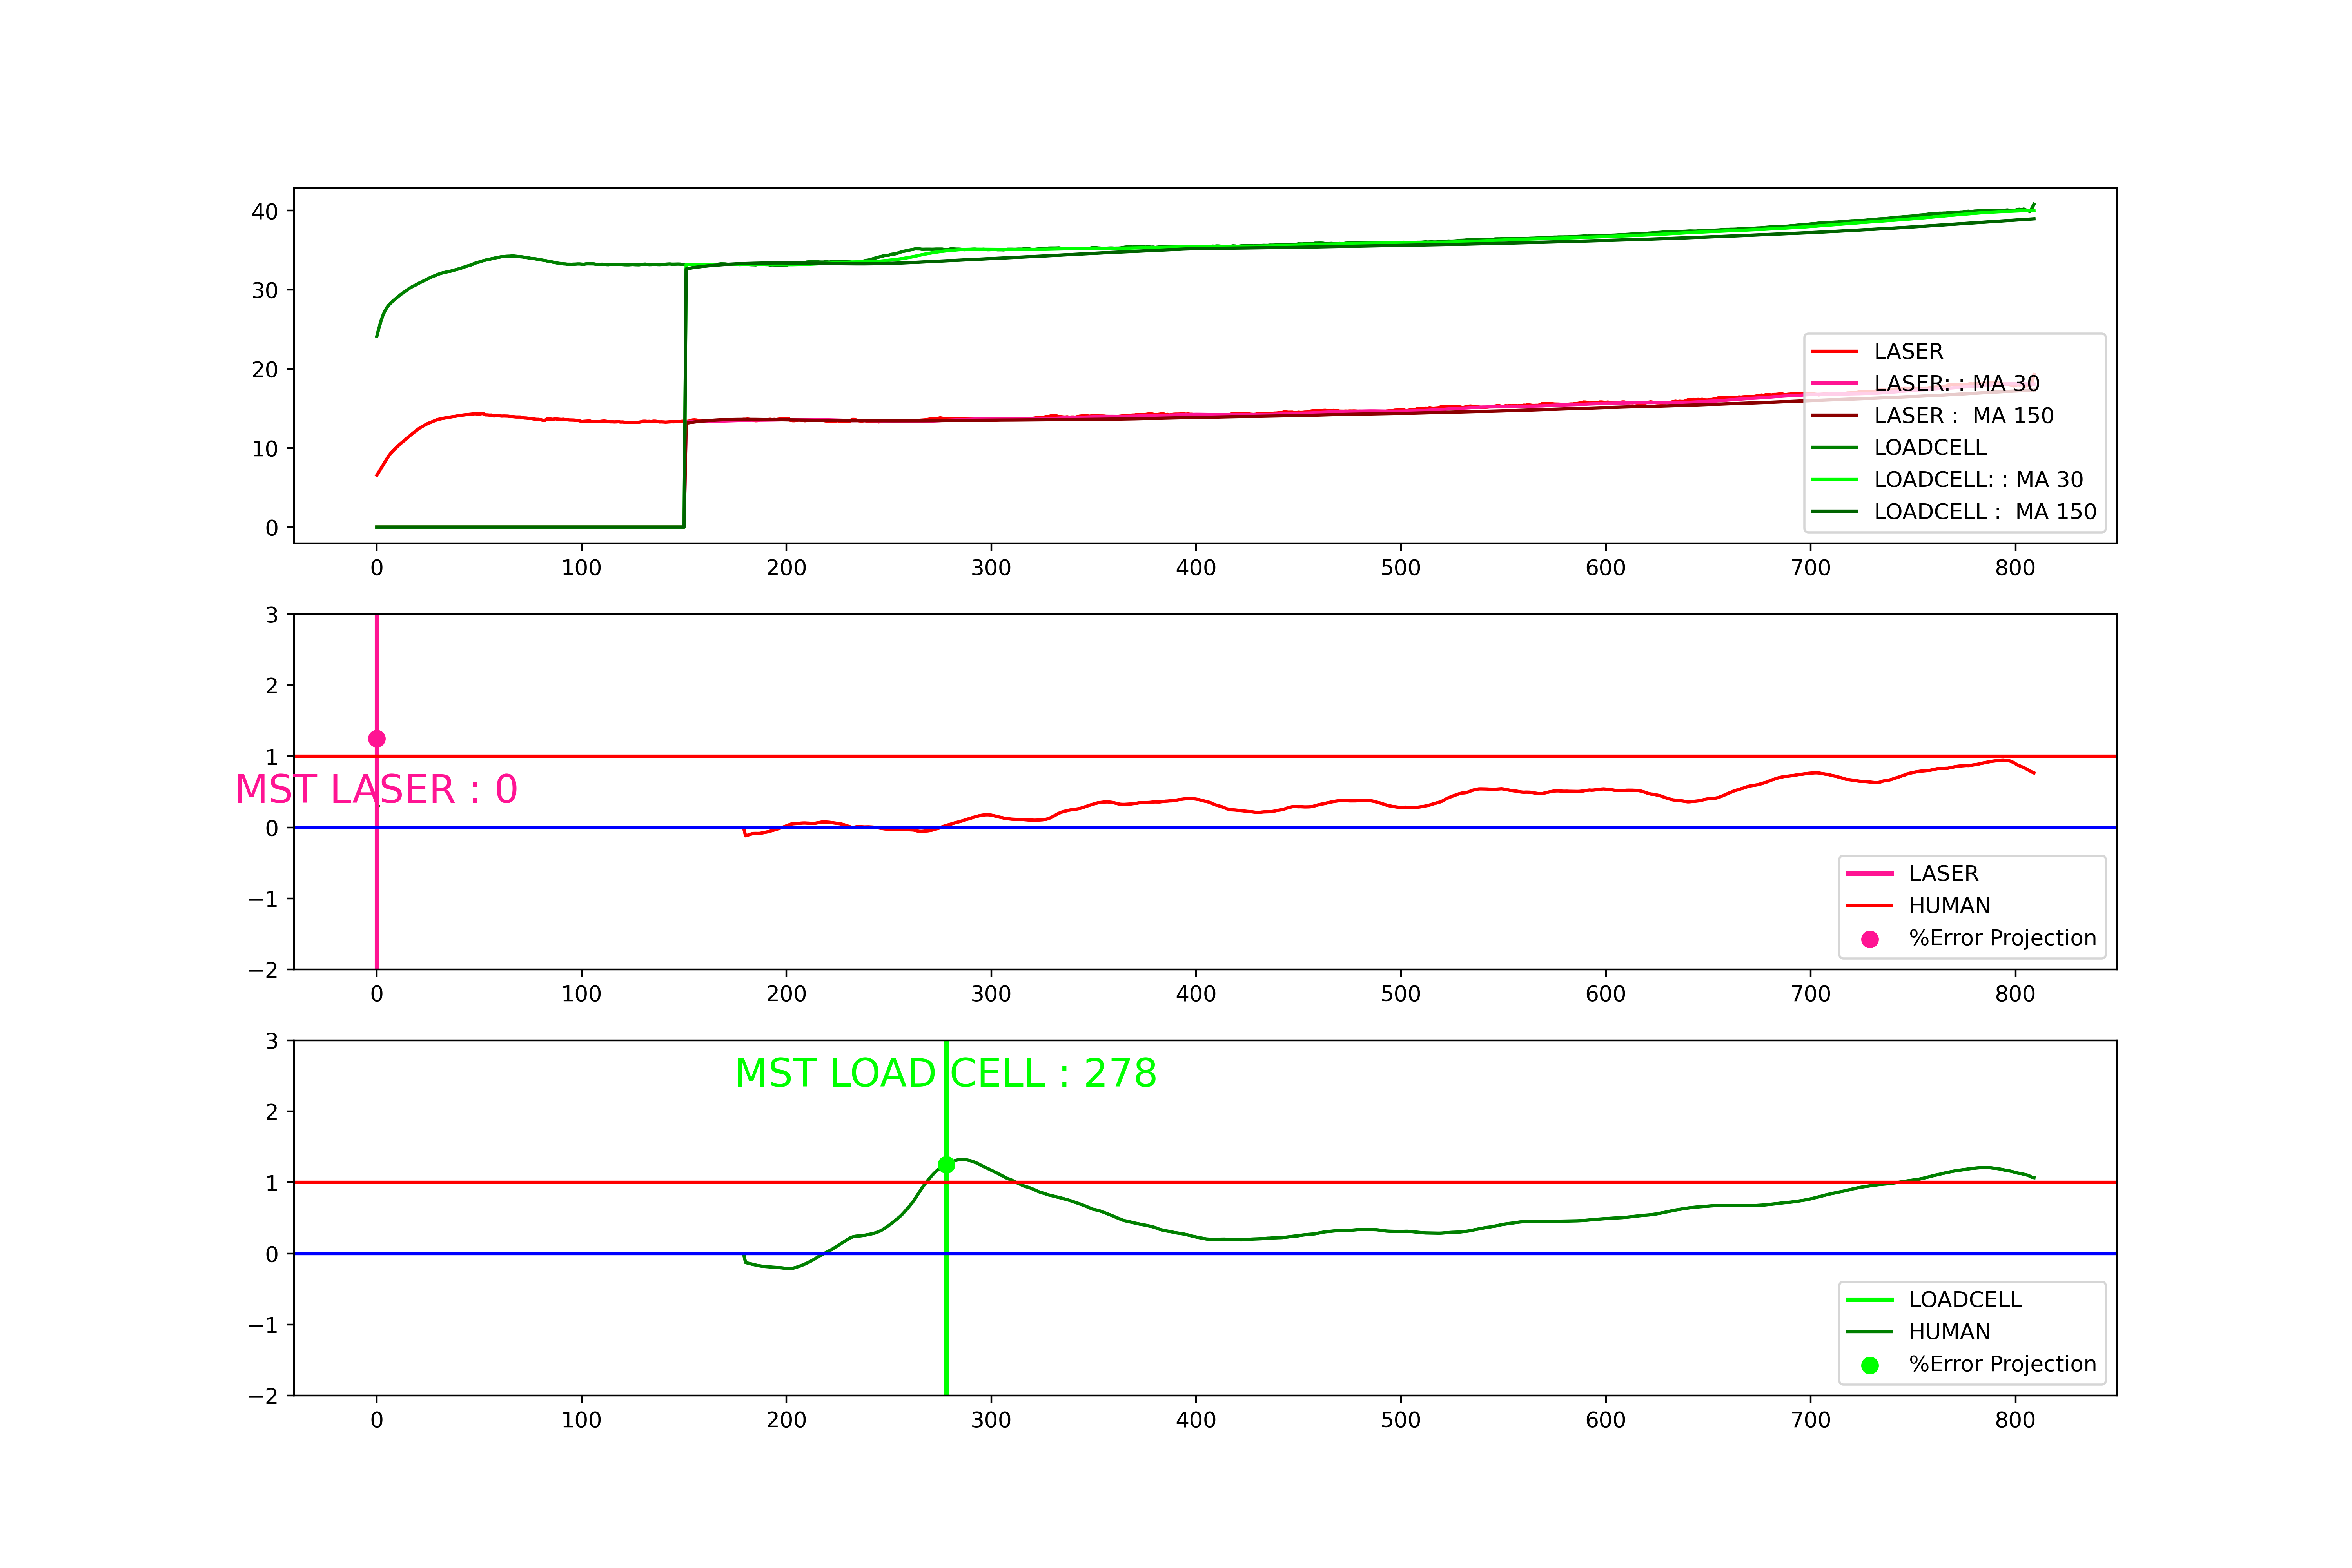 40
30
20
10
0
LASER
LASER: : MA 30
LASER :  MA 150
LOADCELL
LOADCELL: : MA 30
LOADCELL :  MA 150
0 100 200 300 400 500 600 700 800
3
2
1
0
−1
−2
MST LASER : 0
LASER
HUMAN
%Error Projection
0 100 200 300 400 500 600 700 800
3
2
1
0
−1
−2
MST LOAD CELL : 278
LOADCELL
HUMAN
%Error Projection
0 100 200 300 400 500 600 700 800